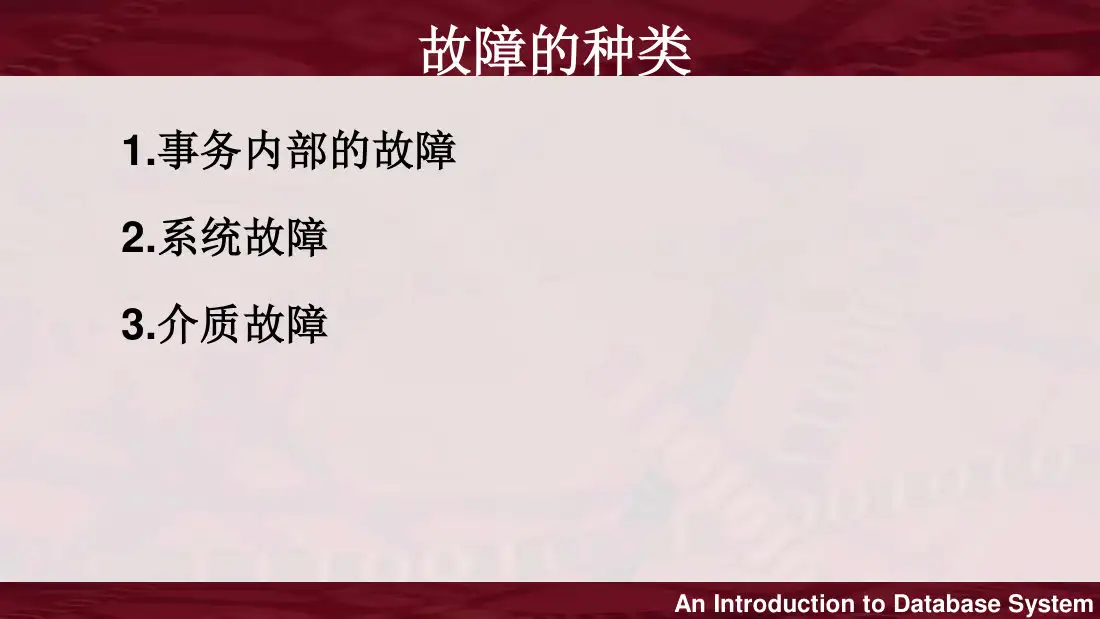 故障的种类
1.事务内部的故障
2.系统故障
3.介质故障
An Introduction to Database System